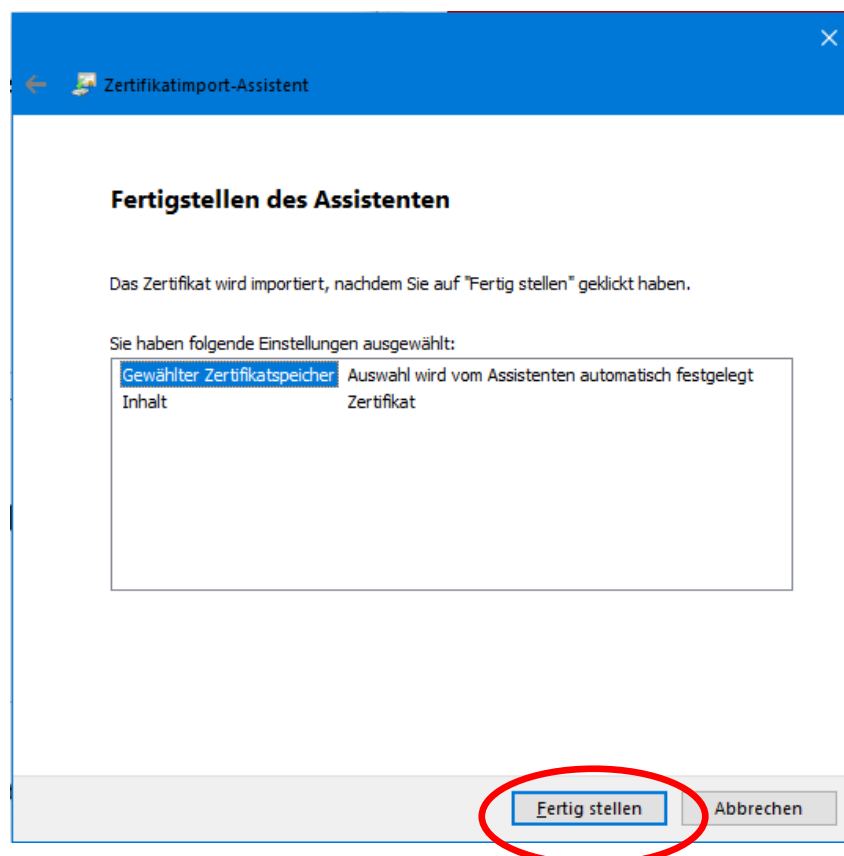 Zertifikatimport-Assistent
Fertigstellen des Assistenten
Das Zertifikat wird importiert, nachdem Sie auf "Fertig stellen" geklickt haben.
Sie haben folgende Einstellungen ausgewählt:
Gewählter Zertifikatspeicher Auswahl wird vom Assistenten automatisch festgelegt
Inhalt Zertifikat
Fertig stellen Abbrechen